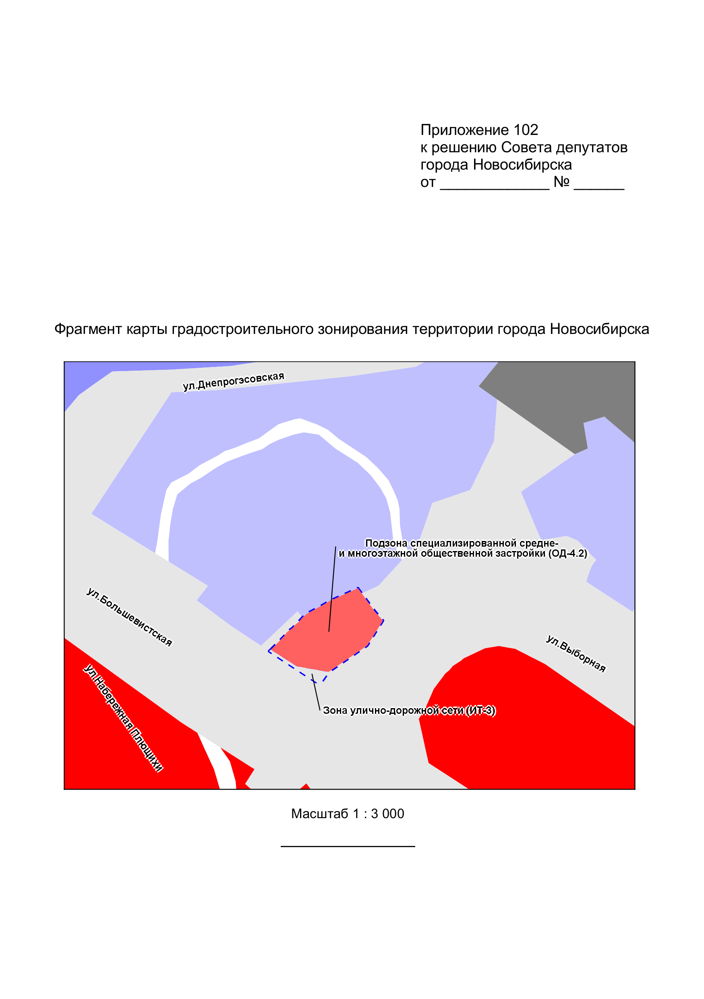 Приложение 102
к решению Совета депутатов
города Новосибирска
от _____________ № ______
Фрагмент карты градостроительного зонирования территории города Новосибирска
ул.Днепрогэсовская
Подзона специализированной средне-
и многоэтажной общественной застройки (ОД-4.2)
ул.Большевистская
ул.Выборная
ул.Набережная Плющихи
Зона улично-дорожной сети (ИТ-3)
Масштаб 1 : 3 000